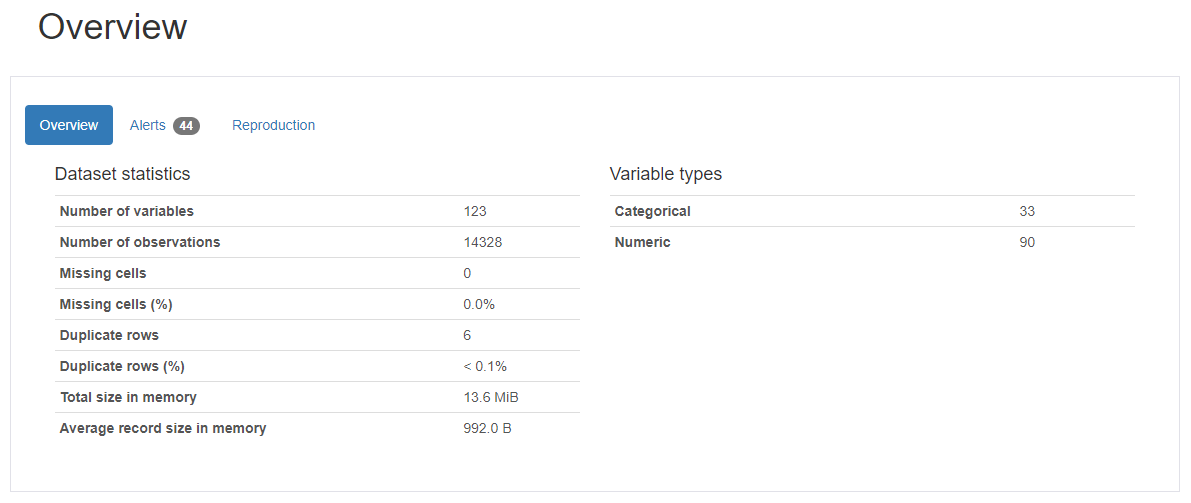 Overview
Overview Alerts 44 Reproduction
Dataset statistics
Number of variables 123
Number of observations 14328
Missing cells 0
Missing cells (%) 0.0%
Duplicate rows 6
Duplicate rows (%) < 0.1%
Total size in memory 13.6 MiB
Average record size in memory 992.0 B
Variable types
Categorical 33
Numeric 90